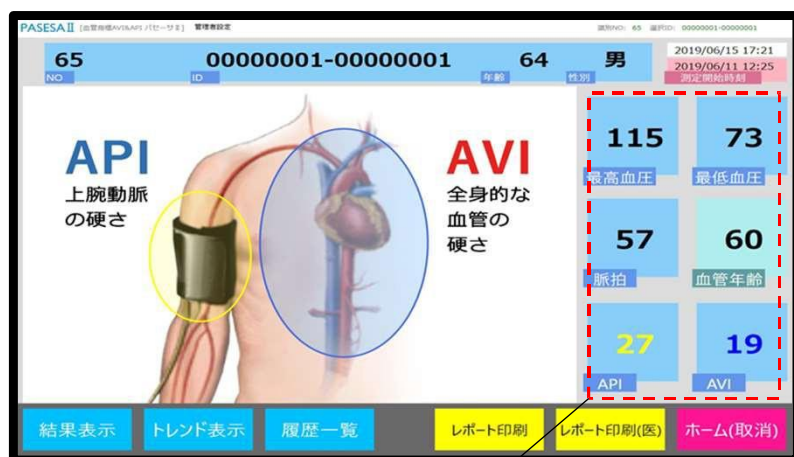 PASESAⅡ [血管指標AVI&API パセーサⅡ] 管理者設定 識別NO: 65 識別ID: 00000001-00000001
65 00000001-00000001 64 男 2019/06/15 17:21
NO ID 年齢 性別 2019/06/11 12:25
測定開始時刻
API
上腕動脈
の硬さ
AVI
全身的な
血管の
硬さ
115 73
最高血圧 最低血圧
57 60
脈拍 血管年齢
27 19
API AVI
結果表示 トレンド表示 履歴一覧 レポート印刷 レポート印刷(医) ホーム(取消)